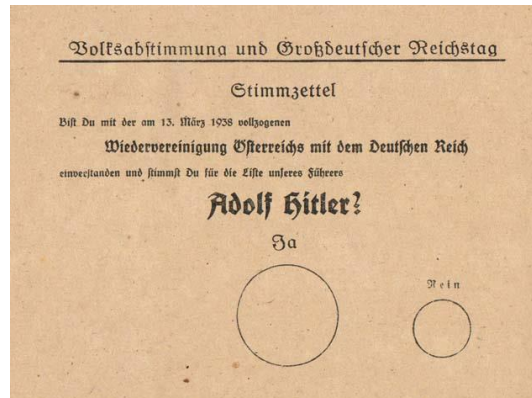 Volksabstimmung und Großdeutscher Reichstag
Stimmzettel
Bist Du mit der am 13. März 1938 vollzogenen
Wiedervereinigung Österreichs mit dem Deutschen Reich
einverstanden und stimmst Du für die Liste unseres Führers
Adolf Hitler?
Ja
Nein